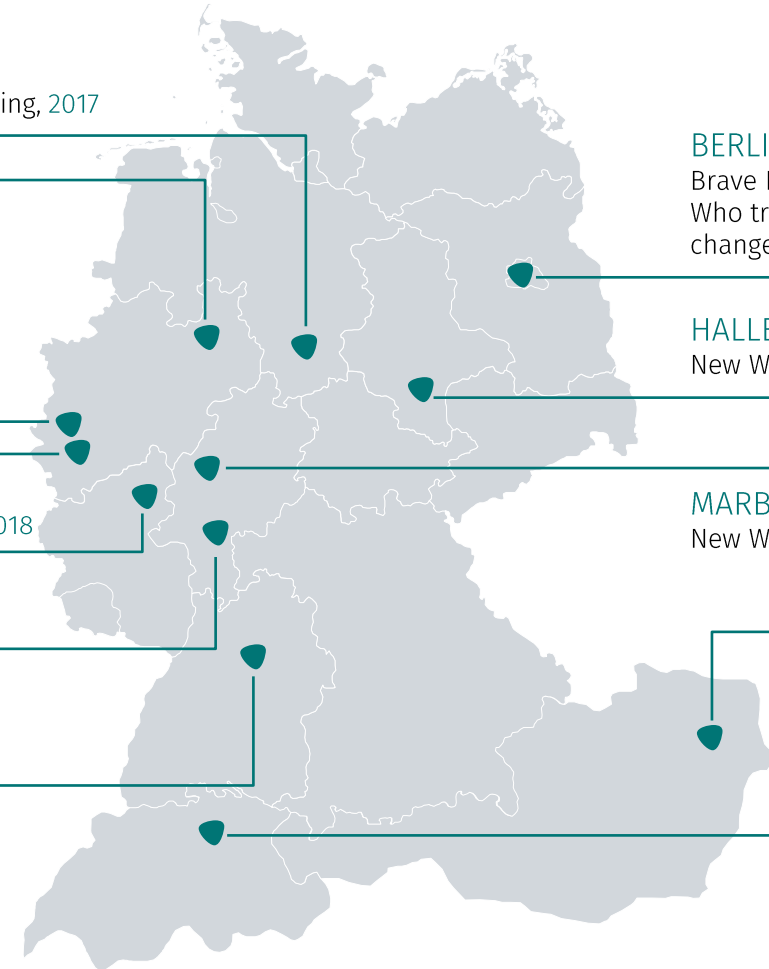 ing, 2017
BERLI
Brave
Who tr
change
HALLE
New W
018
MARB
New W